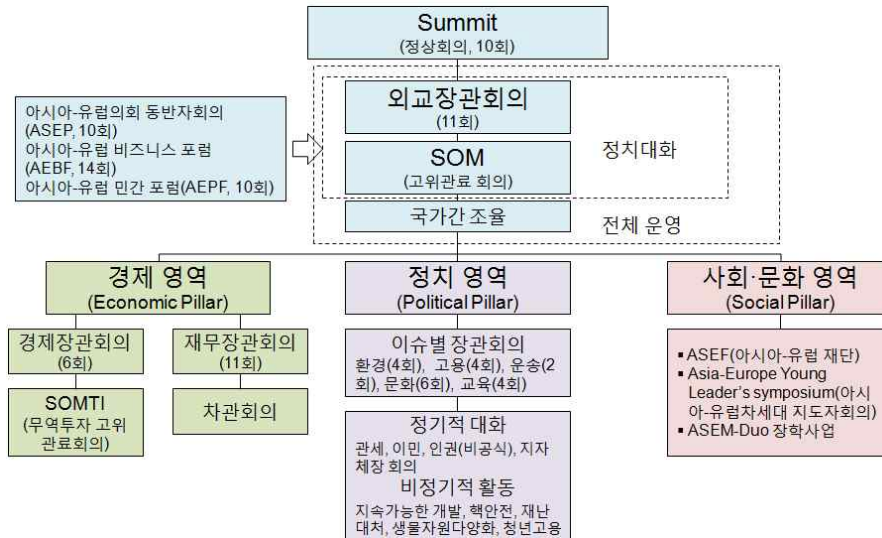 Summit
(정상회의, 10회)
외교장관회의
(11회)
SOM
(고위관료 회의)
국가간 조율
정치대화
전체 운영
아시아-유럽의회 동반자회의
(ASEP, 10회)
아시아-유럽 비즈니스 포럼
(AEBF, 14회)
아시아-유럽 민간 포럼(AEPF, 10회)
경제 영역
(Economic Pillar)
경제장관회의
(6회)
SOMTI
(무역투자 고위
관료회의)
재무장관회의
(11회)
차관회의
정치 영역
(Political Pillar)
이슈별 장관회의
환경(4회), 고용(4회), 운송(2
회), 문화(6회), 교육(4회)
정기적 대화
관세, 이민, 인권(비공식), 지자
체장 회의
비정기적 활동
지속가능한 개발, 핵안전, 재난
대처, 생물자원다양화, 청년고용
사회·문화 영역
(Social Pillar)
▪ ASEF(아시아-유럽 재단)
▪ Asia-Europe Young
Leader's symposium(아시
아-유럽차세대 지도자회의)
▪ ASEM-Duo 장학사업